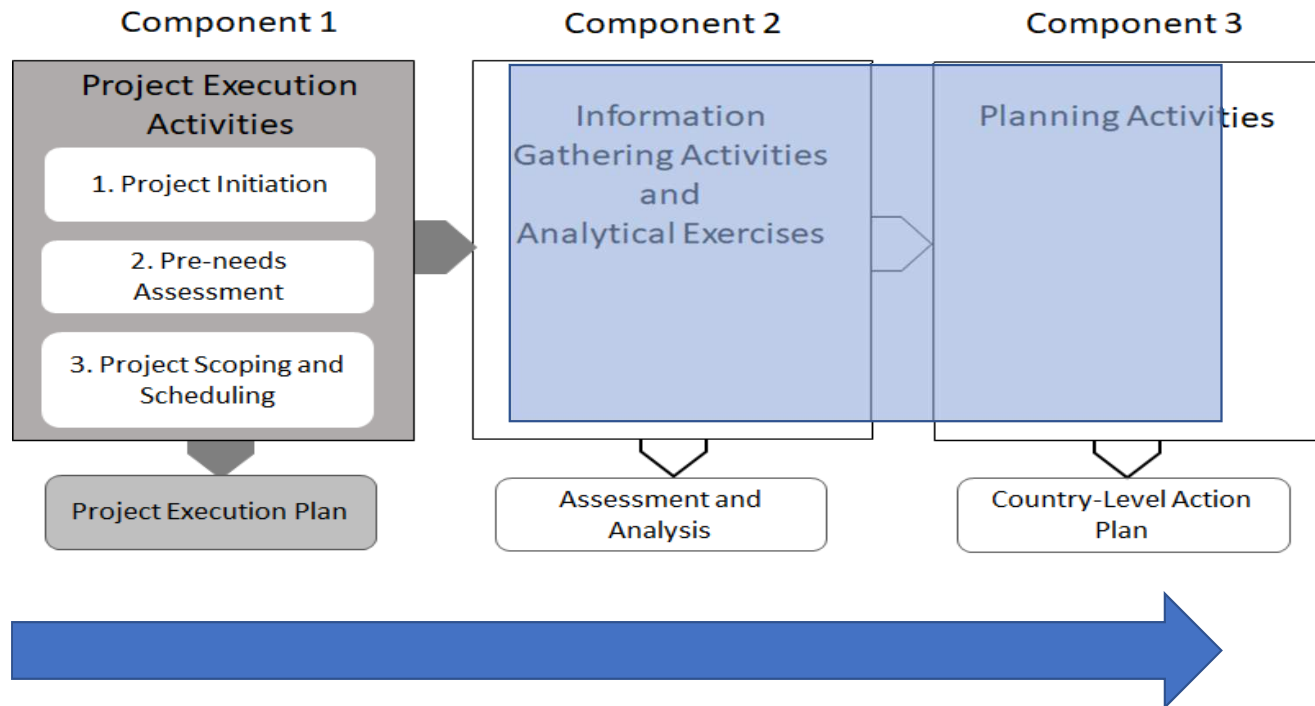 Component 1
Component 2
Component 3
Project Execution
Activities
1. Project Initiation
2. Pre-needs
Assessment
3. Project Scoping and
Scheduling
Project Execution Plan
Information
Gathering Activities
and
Analytical Exercises
Assessment and
Analysis
Planning Activities
Country-Level Action
Plan